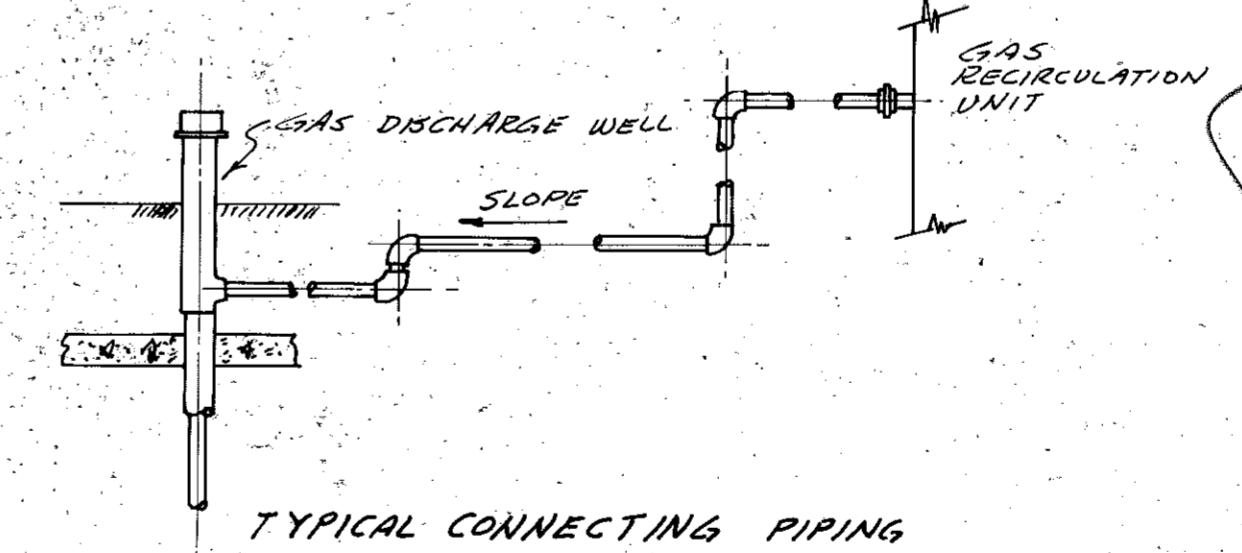 GAS
RECIRCULATION
UNIT
GAS DISCHARGE WELL
SLOPE
TYPICAL CONNECTING PIPING